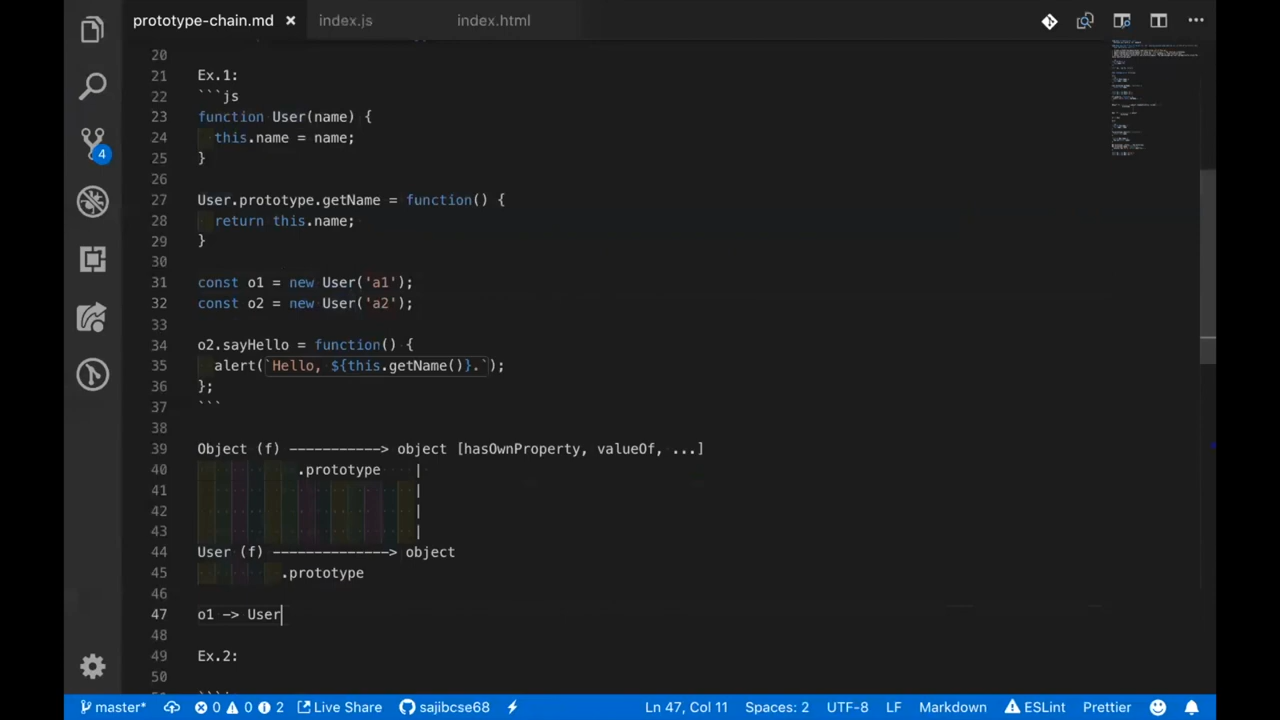 prototype-chain.md × index.js index.html
20
21 Ex.1:
22 ```js
23 function User(name) {
24   this.name = name;
25 }
26
27 User.prototype.getName = function() {
28   return this.name;
29 }
30
31 const o1 = new User('a1');
32 const o2 = new User('a2');
33
34 o2.sayHello = function() {
35   alert(`Hello, ${this.getName()}.`);
36 };
37 ```
38
39 Object (f) -----------> object [hasOwnProperty, valueOf, ...]
40             .prototype    |
41                           |
42                           |
43                           |
44 User (f) --------------> object
45           .prototype
46
47 o1 -> User
48
49 Ex.2:
50
4
master* 0 0 2 Live Share sajibcse68 Ln 47, Col 11 Spaces: 2 UTF-8 LF Markdown ESLint Prettier